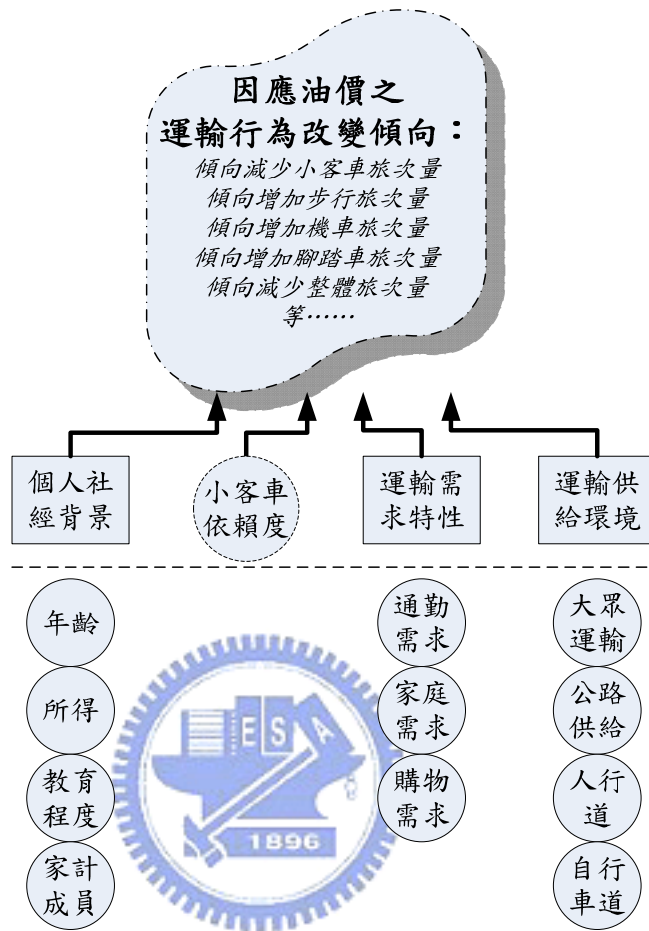 因應油價之
運輸行為改變傾向：
傾向減少小客車旅次量
傾向增加步行旅次量
傾向增加機車旅次量
傾向增加腳踏車旅次量
傾向減少整體旅次量
等……
個人社
經背景
小客車
依賴度
運輸需
求特性
運輸供
給環境
年齡
所得
教育
程度
家計
成員
通勤
需求
家庭
需求
購物
需求
大眾
運輸
公路
供給
人行
道
自行
車道
E S A
1896